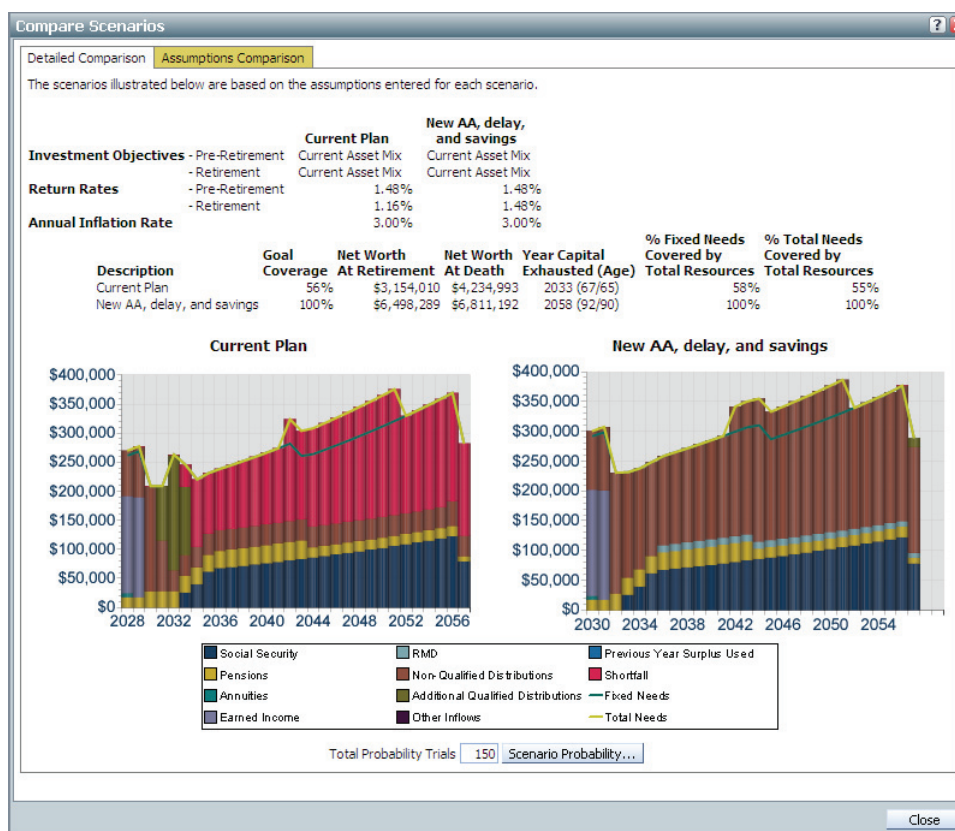 Compare Scenarios
?
Detailed Comparison Assumptions Comparison
The scenarios illustrated below are based on the assumptions entered for each scenario.
Current Plan New AA, delay, and savings
Investment Objectives - Pre-Retirement Current Asset Mix Current Asset Mix
- Retirement Current Asset Mix Current Asset Mix
Return Rates - Pre-Retirement 1.48% 1.48%
- Retirement 1.16% 1.48%
Annual Inflation Rate 3.00% 3.00%
Description Goal Coverage Net Worth At Retirement Net Worth At Death Year Capital Exhausted (Age) % Fixed Needs Covered by Total Resources % Total Needs Covered by Total Resources
Current Plan 56% $3,154,010 $4,234,993 2033 (67/65) 58% 55%
New AA, delay, and savings 100% $6,498,289 $6,811,192 2058 (92/90) 100% 100%
Current Plan
$400,000
$350,000
$300,000
$250,000
$200,000
$150,000
$100,000
$50,000
$0
2028 2032 2036 2040 2044 2048 2052 2056
New AA, delay, and savings
$400,000
$350,000
$300,000
$250,000
$200,000
$150,000
$100,000
$50,000
$0
2030 2034 2038 2042 2046 2050 2054
Social Security RMD Previous Year Surplus Used
Pensions Non-Qualified Distributions Shortfall
Annuities Additional Qualified Distributions Fixed Needs
Earned Income Other Inflows Total Needs
Total Probability Trials 150 Scenario Probability...
Close